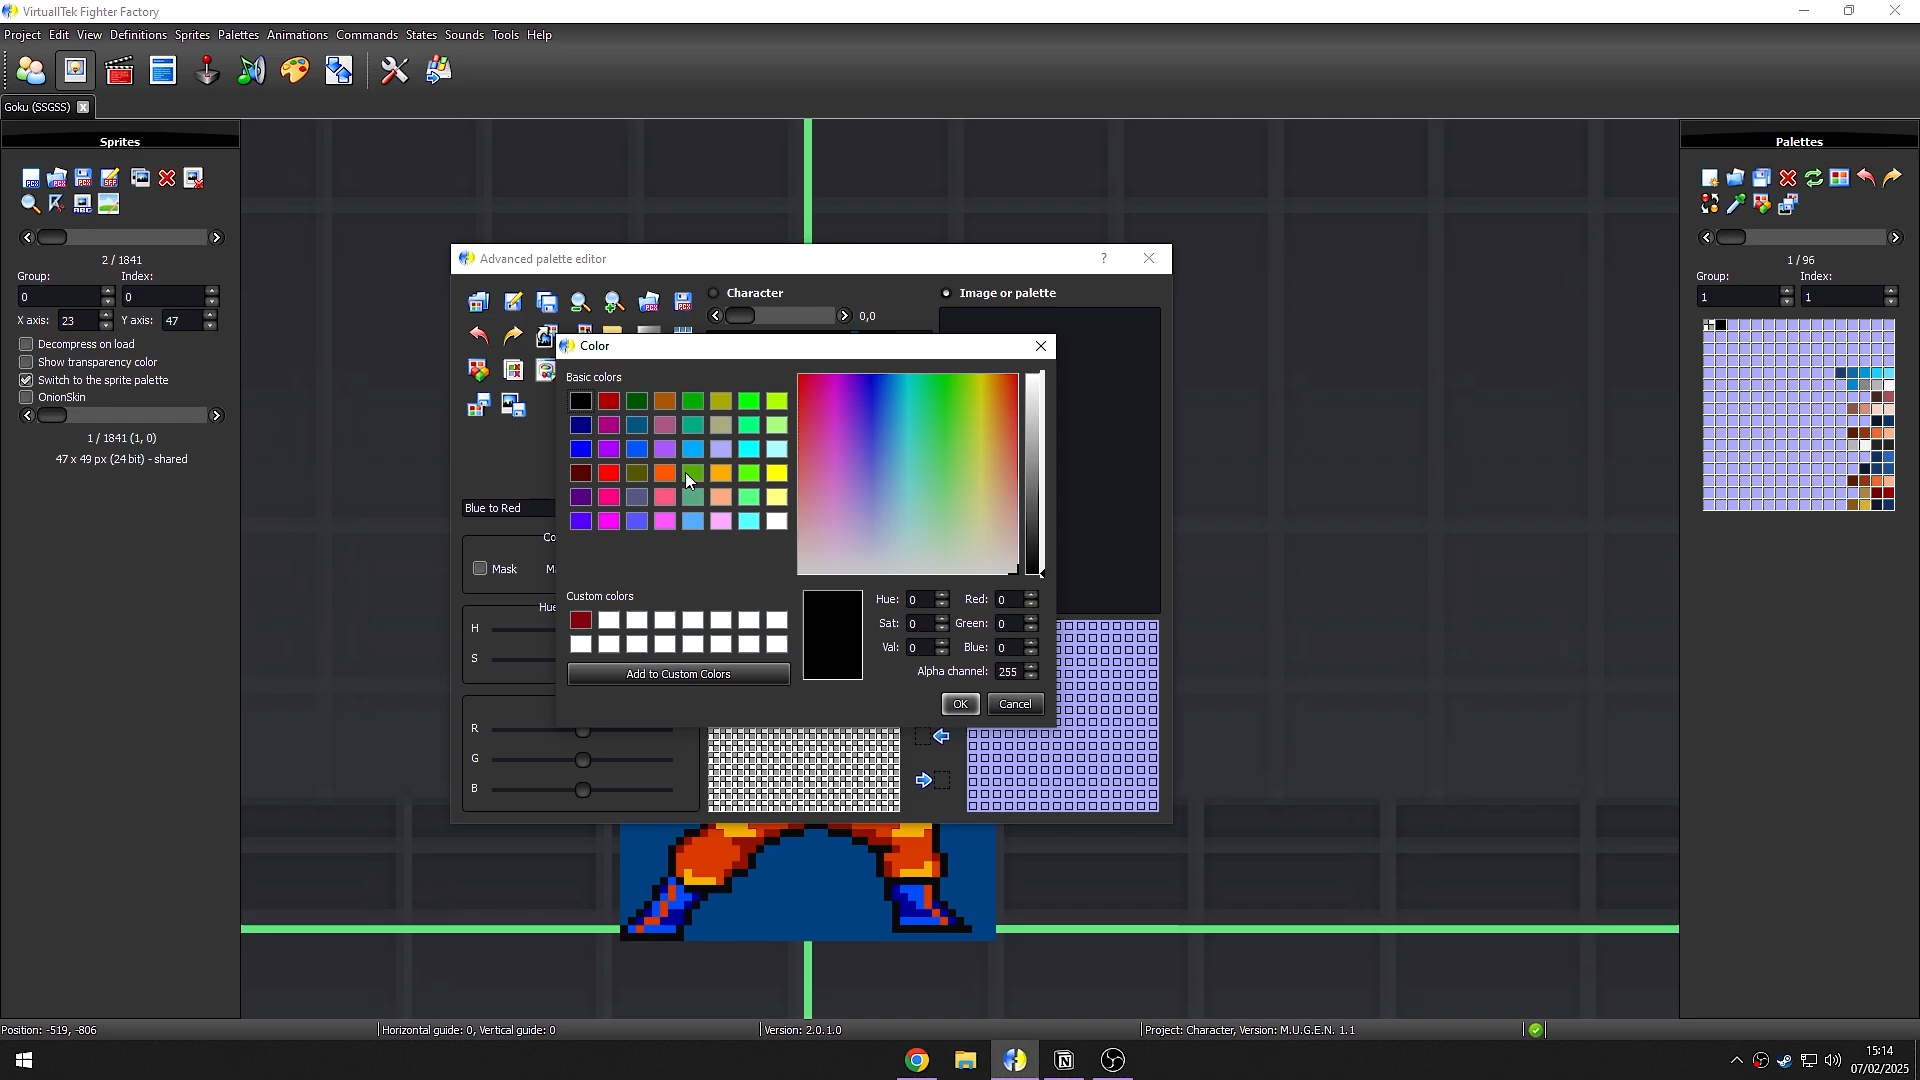 VirtuallTek Fighter Factory
Project Edit View Definitions Sprites Palettes Animations Commands States Sounds Tools Help
Goku (SSGSS)
Sprites
2 / 1841
Group: Index:
0 0
X axis: 23 Y axis: 47
Decompress on load
Show transparency color
Switch to the sprite palette
OnionSkin
1 / 1841 (1, 0)
47 x 49 px (24 bit) - shared
Advanced palette editor
?
Character
0,0
Image or palette
Blue to Red
Mask
H
S
R
G
B
Color
Basic colors
Custom colors
Add to Custom Colors
Hue: 0 Red: 0
Sat: 0 Green: 0
Val: 0 Blue: 0
Alpha channel: 255
OK Cancel
Palettes
1 / 96
Group: Index:
1 1
Position: -519, -806
Horizontal guide: 0, Vertical guide: 0
Version: 2.0.1.0
Project: Character, Version: M.U.G.E.N. 1.1
15:14
07/02/2025